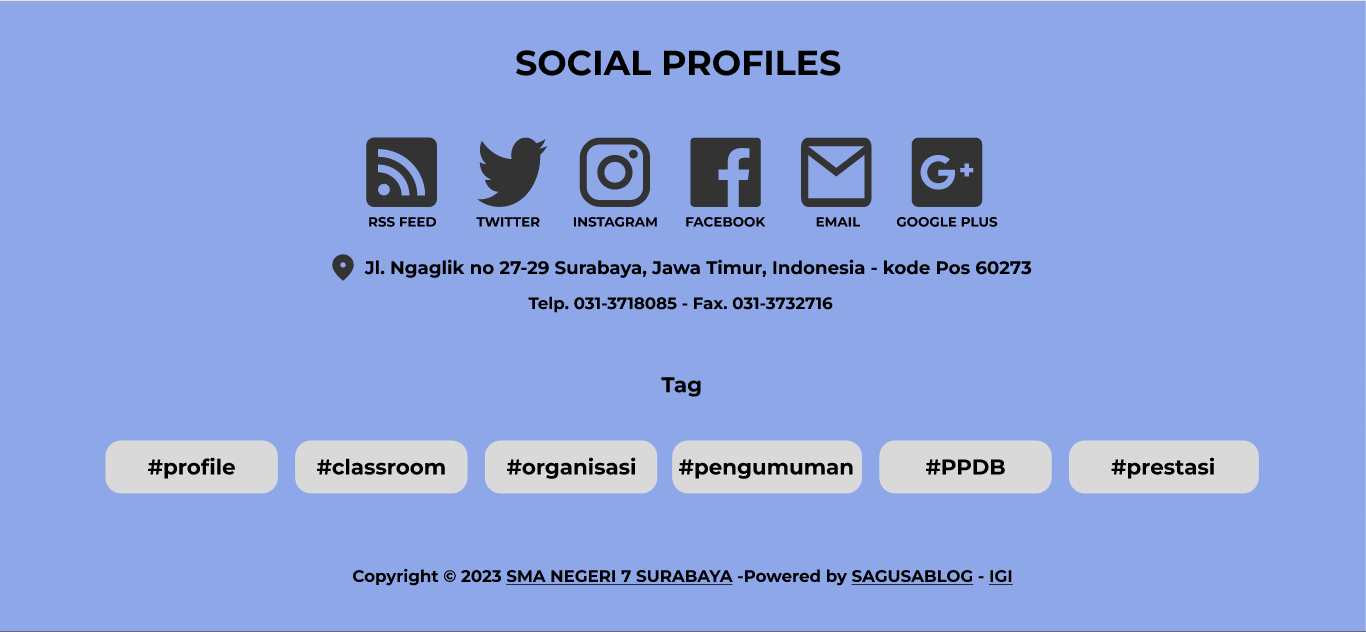 SOCIAL PROFILES
RSS FEED TWITTER INSTAGRAM FACEBOOK EMAIL GOOGLE PLUS
Jl. Ngaglik no 27-29 Surabaya, Jawa Timur, Indonesia - kode Pos 60273
Telp. 031-3718085 - Fax. 031-3732716
Tag
#profile #classroom #organisasi #pengumuman #PPDB #prestasi
Copyright © 2023 SMA NEGERI 7 SURABAYA -Powered by SAGUSABLOG - IGI